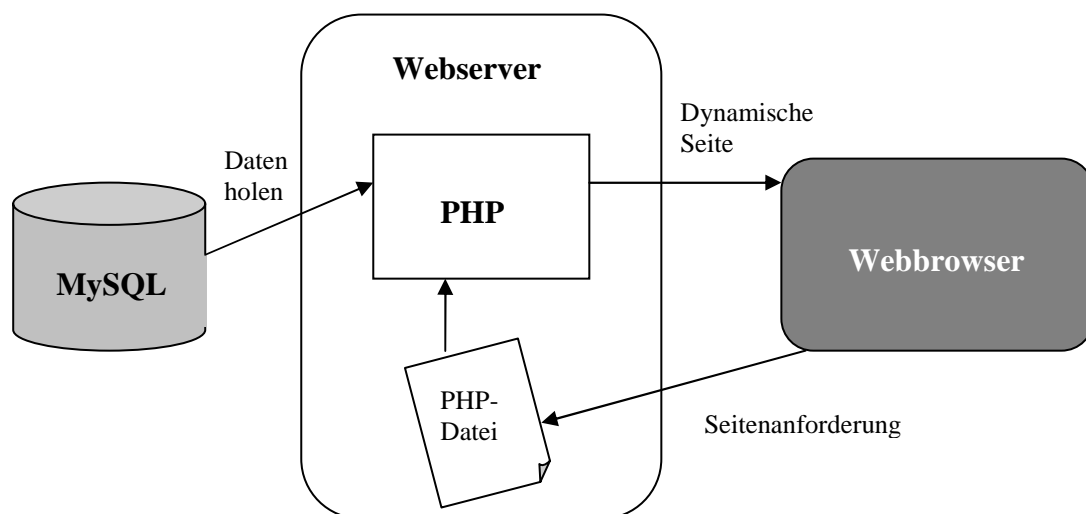 Webserver
Dynamische
Seite
Daten
holen
PHP
MySQL
Webbrowser
PHP-
Datei
Seitenanforderung